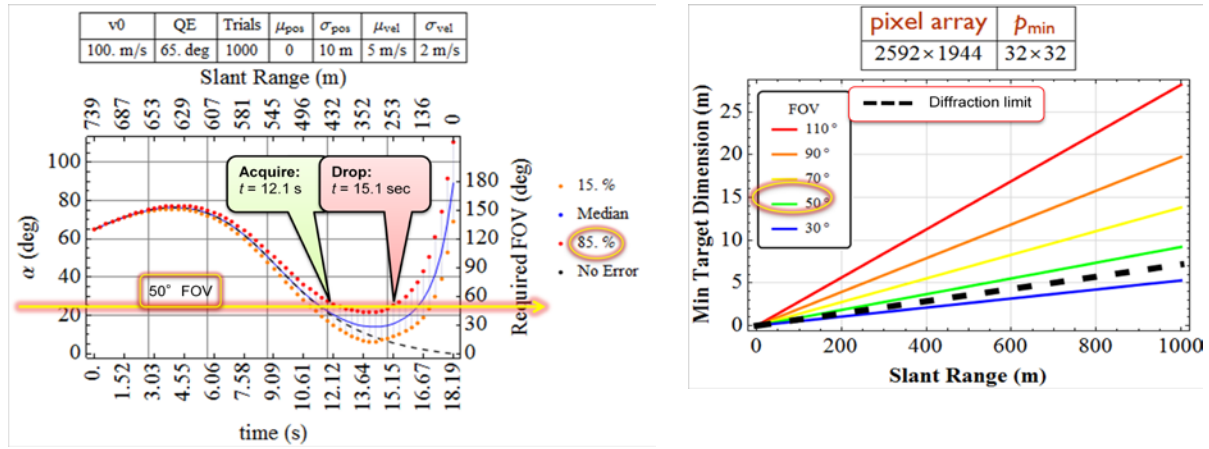 v0 QE Trials μpos σpos μvel σvel
100. m/s 65. deg 1000 0 10 m 5 m/s 2 m/s
Slant Range (m)
739 687 653 629 607 581 545 496 432 352 253 136 0
α (deg)
100
80
60
40
20
0
Acquire:
t = 12.1 s
Drop:
t = 15.1 sec
50° FOV
Required FOV (deg)
180
150
120
90
60
30
0
15. %
Median
85. %
No Error
0. 1.52 3.03 4.55 6.06 7.58 9.09 10.61 12.12 13.64 15.15 16.67 18.19
time (s)
pixel array pmin
2592×1944 32×32
Min Target Dimension (m)
25
20
15
10
5
0
FOV
110°
90°
70°
50°
30°
Diffraction limit
0 200 400 600 800 1000
Slant Range (m)